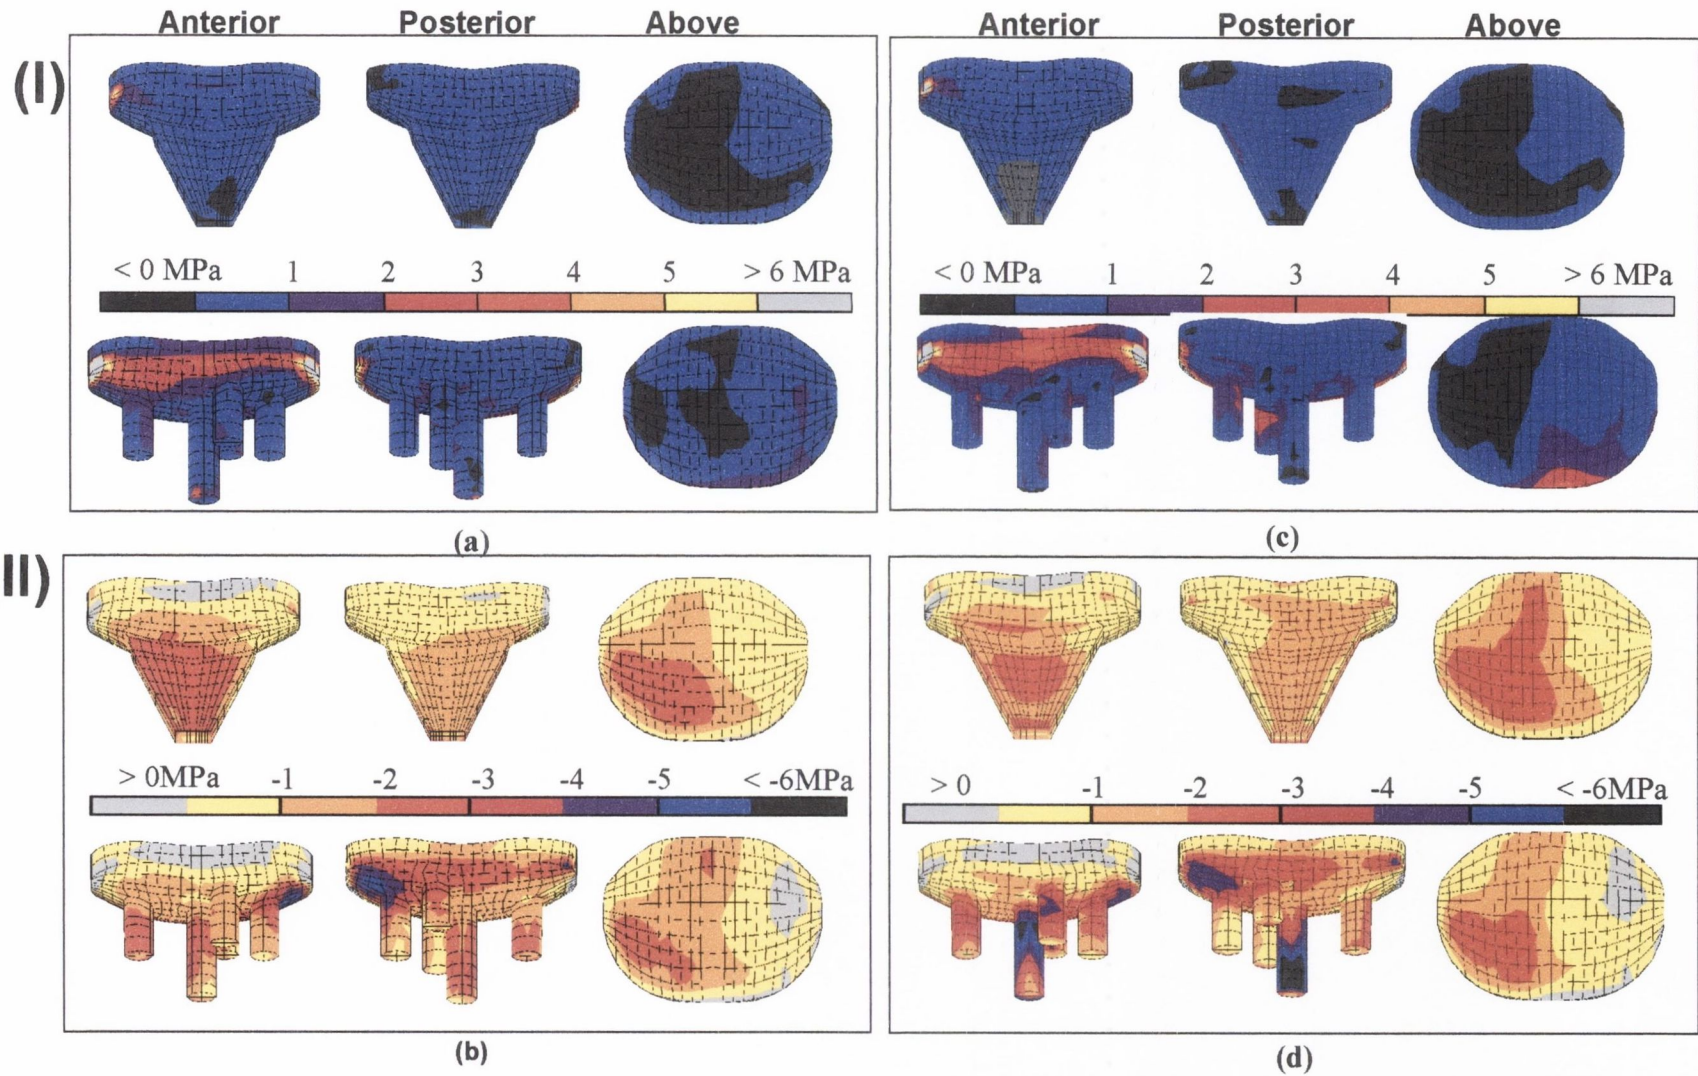 Anterior Posterior Above Anterior Posterior Above
(I)
< 0 MPa 1 2 3 4 5 > 6 MPa
< 0 MPa 1 2 3 4 5 > 6 MPa
(a)
(c)
II)
> 0MPa -1 -2 -3 -4 -5 < -6MPa
> 0 -1 -2 -3 -4 -5 < -6MPa
(b)
(d)